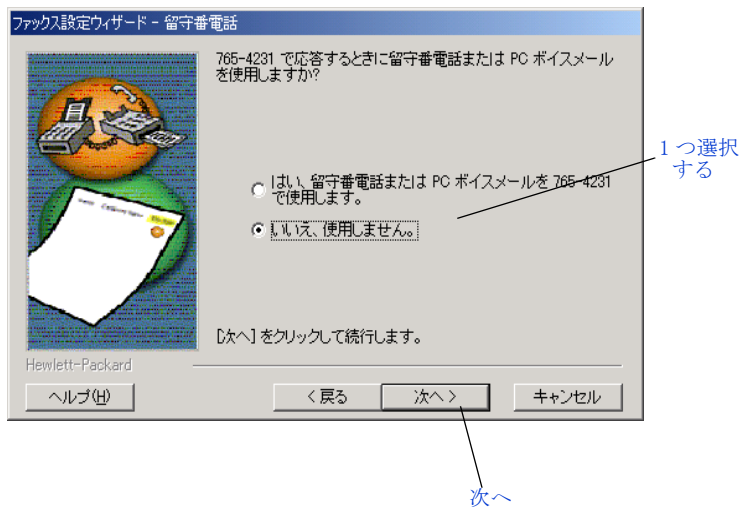 ファックス設定ウィザード - 留守番電話
765-4231 で応答するときに留守番電話または PC ボイスメール
を使用しますか?
1つ選択
する
はい、留守番電話または PC ボイスメールを 765-4231
で使用します。
いいえ、使用しません。
[次へ] をクリックして続行します。
Hewlett-Packard
ヘルプ(H)
< 戻る
次へ >
キャンセル
次へ